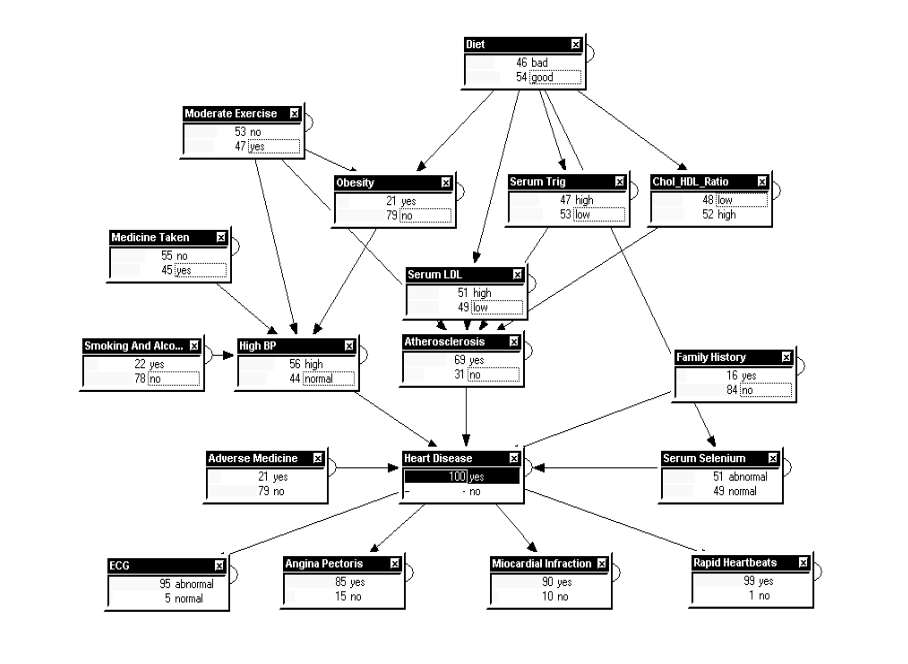 Diet
46 bad
54 good
Moderate Exercise
53 no
47 yes
Obesity
21 yes
79 no
Serum Trig
47 high
53 low
Chol_HDL_Ratio
48 low
52 high
Medicine Taken
55 no
45 yes
Serum LDL
51 high
49 low
Smoking And Alco...
22 yes
78 no
High BP
56 high
44 normal
Atherosclerosis
69 yes
31 no
Family History
16 yes
84 no
Adverse Medicine
21 yes
79 no
Heart Disease
100 yes
- - no
Serum Selenium
51 abnormal
49 normal
ECG
95 abnormal
5 normal
Angina Pectoris
85 yes
15 no
Miocardial Infraction
90 yes
10 no
Rapid Heartbeats
99 yes
1 no